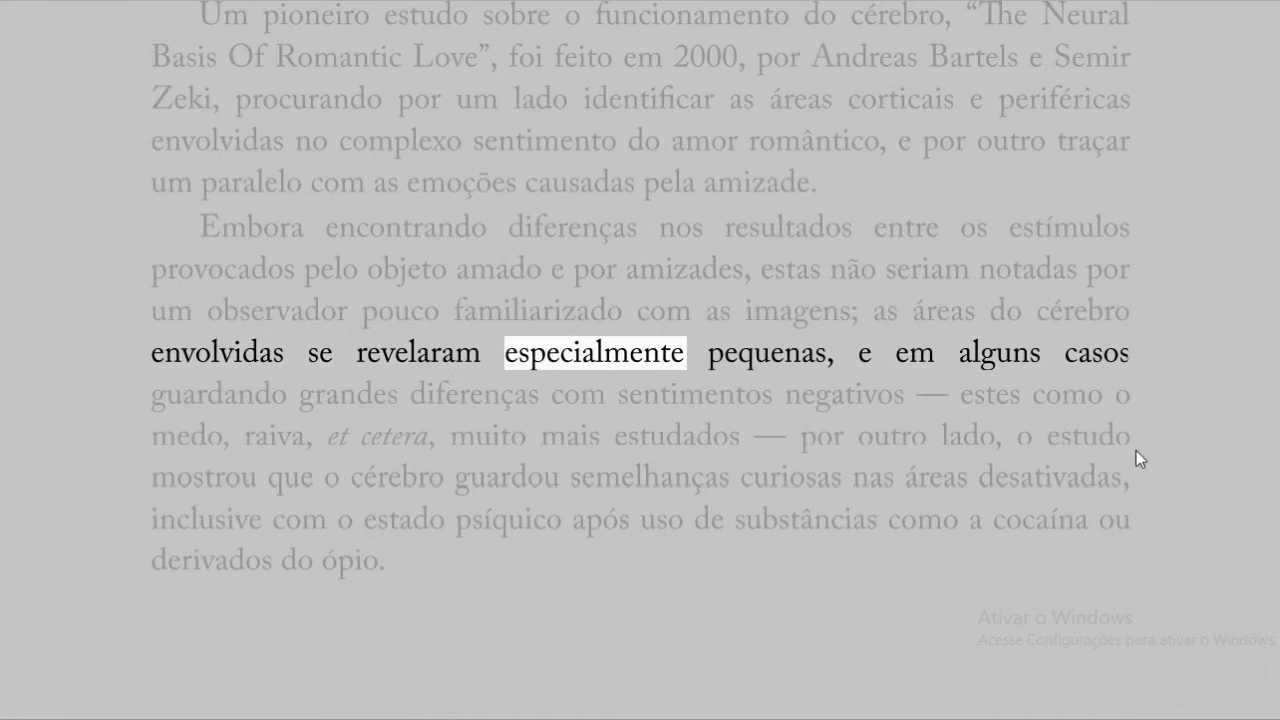 Um pioneiro estudo sobre o funcionamento do cérebro, “The Neural
Basis Of Romantic Love”, foi feito em 2000, por Andreas Bartels e Semir
Zeki, procurando por um lado identificar as áreas corticais e periféricas
envolvidas no complexo sentimento do amor romântico, e por outro traçar
um paralelo com as emoções causadas pela amizade.
Embora encontrando diferenças nos resultados entre os estímulos
provocados pelo objeto amado e por amizades, estas não seriam notadas por
um observador pouco familiarizado com as imagens; as áreas do cérebro
envolvidas se revelaram especialmente pequenas, e em alguns casos
guardando grandes diferenças com sentimentos negativos — estes como o
medo, raiva, et cetera, muito mais estudados — por outro lado, o estudo
mostrou que o cérebro guardou semelhanças curiosas nas áreas desativadas,
inclusive com o estado psíquico após uso de substâncias como a cocaína ou
derivados do ópio.
Ativar o Windows
Acesse Configurações para ativar o Windows.